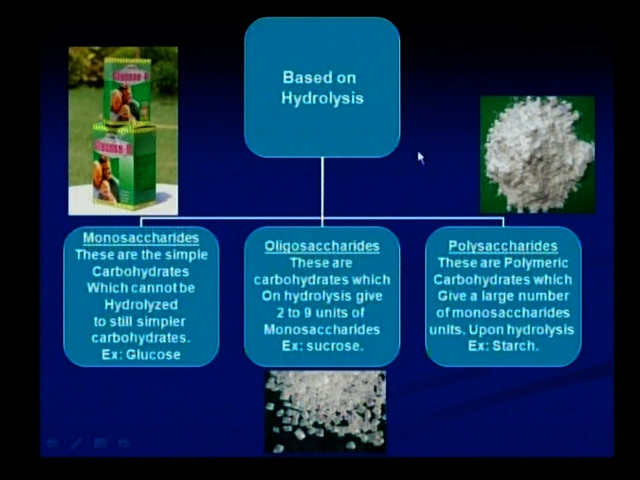 Based on
Hydrolysis
Glucose-D
Glucose-D
Monosaccharides
These are the simple
Carbohydrates
Which cannot be
Hydrolyzed
to still simpler
carbohydrates.
Ex: Glucose
Oligosaccharides
These are
carbohydrates which
On hydrolysis give
2 to 9 units of
Monosaccharides
Ex: sucrose.
Polysaccharides
These are Polymeric
Carbohydrates which
Give a large number
of monosaccharides
units. Upon hydrolysis
Ex: Starch.